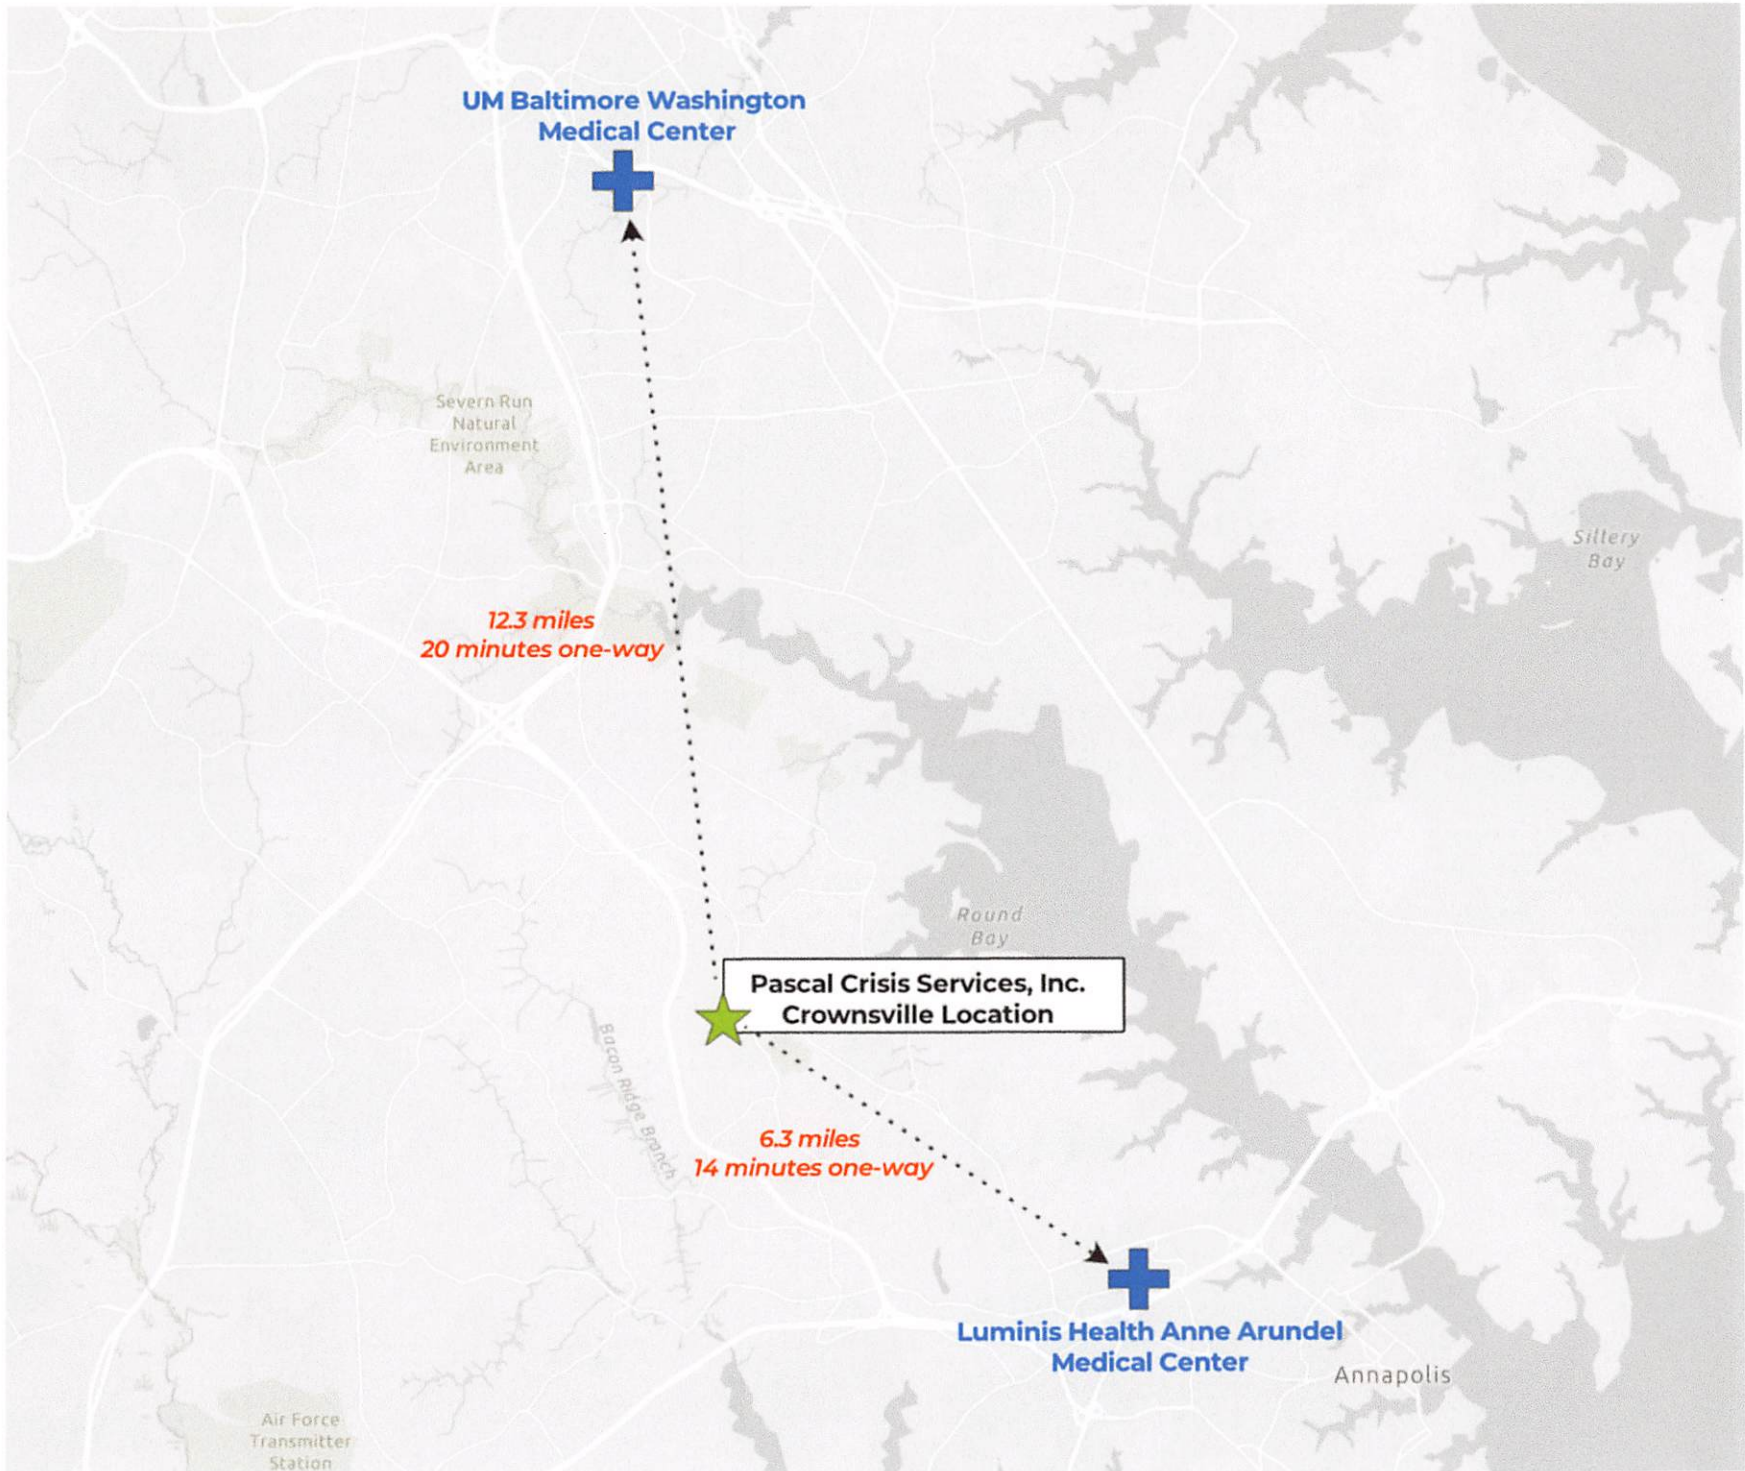 UM Baltimore Washington
Medical Center
Severn Run
Natural
Environment
Area
Sillery
Bay
12.3 miles
20 minutes one-way
Round
Bay
Pascal Crisis Services, Inc.
Crownsville Location
Bacon Ridge Branch
6.3 miles
14 minutes one-way
Luminis Health Anne Arundel
Medical Center
Annapolis
Air Force
Transmitter
Station